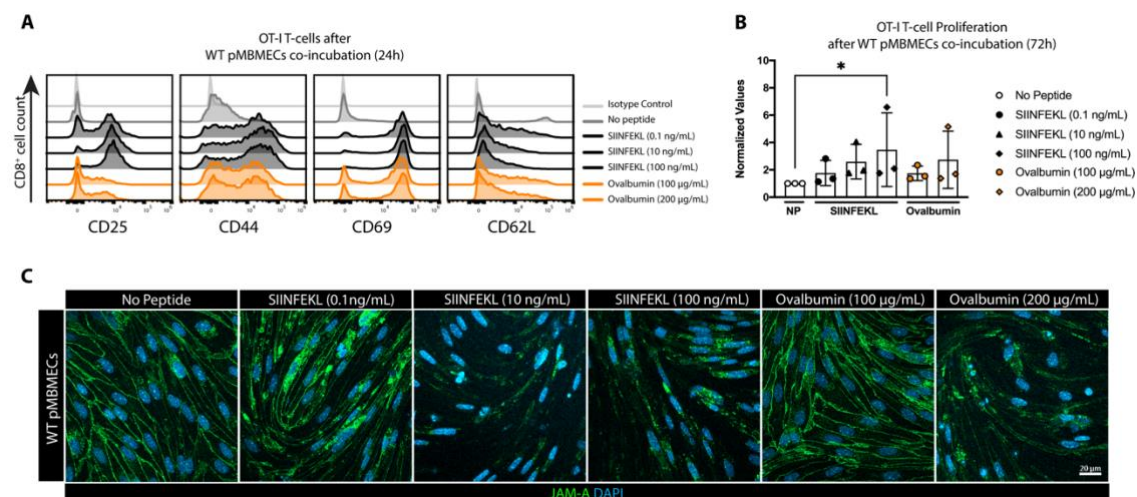 A
OT-I T-cells after
WT pMBMECs co-incubation (24h)
CD8⁺ cell count
Isotype Control
No peptide
SIINFEKL (0.1 ng/mL)
SIINFEKL (10 ng/mL)
SIINFEKL (100 ng/mL)
Ovalbumin (100 µg/mL)
Ovalbumin (200 µg/mL)
CD25 CD44 CD69 CD62L
B
OT-I T-cell Proliferation
after WT pMBMECs co-incubation (72h)
Normalized Values
10
8
6
4
2
0
*
NP SIINFEKL Ovalbumin
No Peptide
SIINFEKL (0.1 ng/mL)
SIINFEKL (10 ng/mL)
SIINFEKL (100 ng/mL)
Ovalbumin (100 µg/mL)
Ovalbumin (200 µg/mL)
C
No Peptide SIINFEKL (0.1ng/mL) SIINFEKL (10 ng/mL) SIINFEKL (100 ng/mL) Ovalbumin (100 µg/mL) Ovalbumin (200 µg/mL)
WT pMBMECs
20 µm
JAM-A DAPI